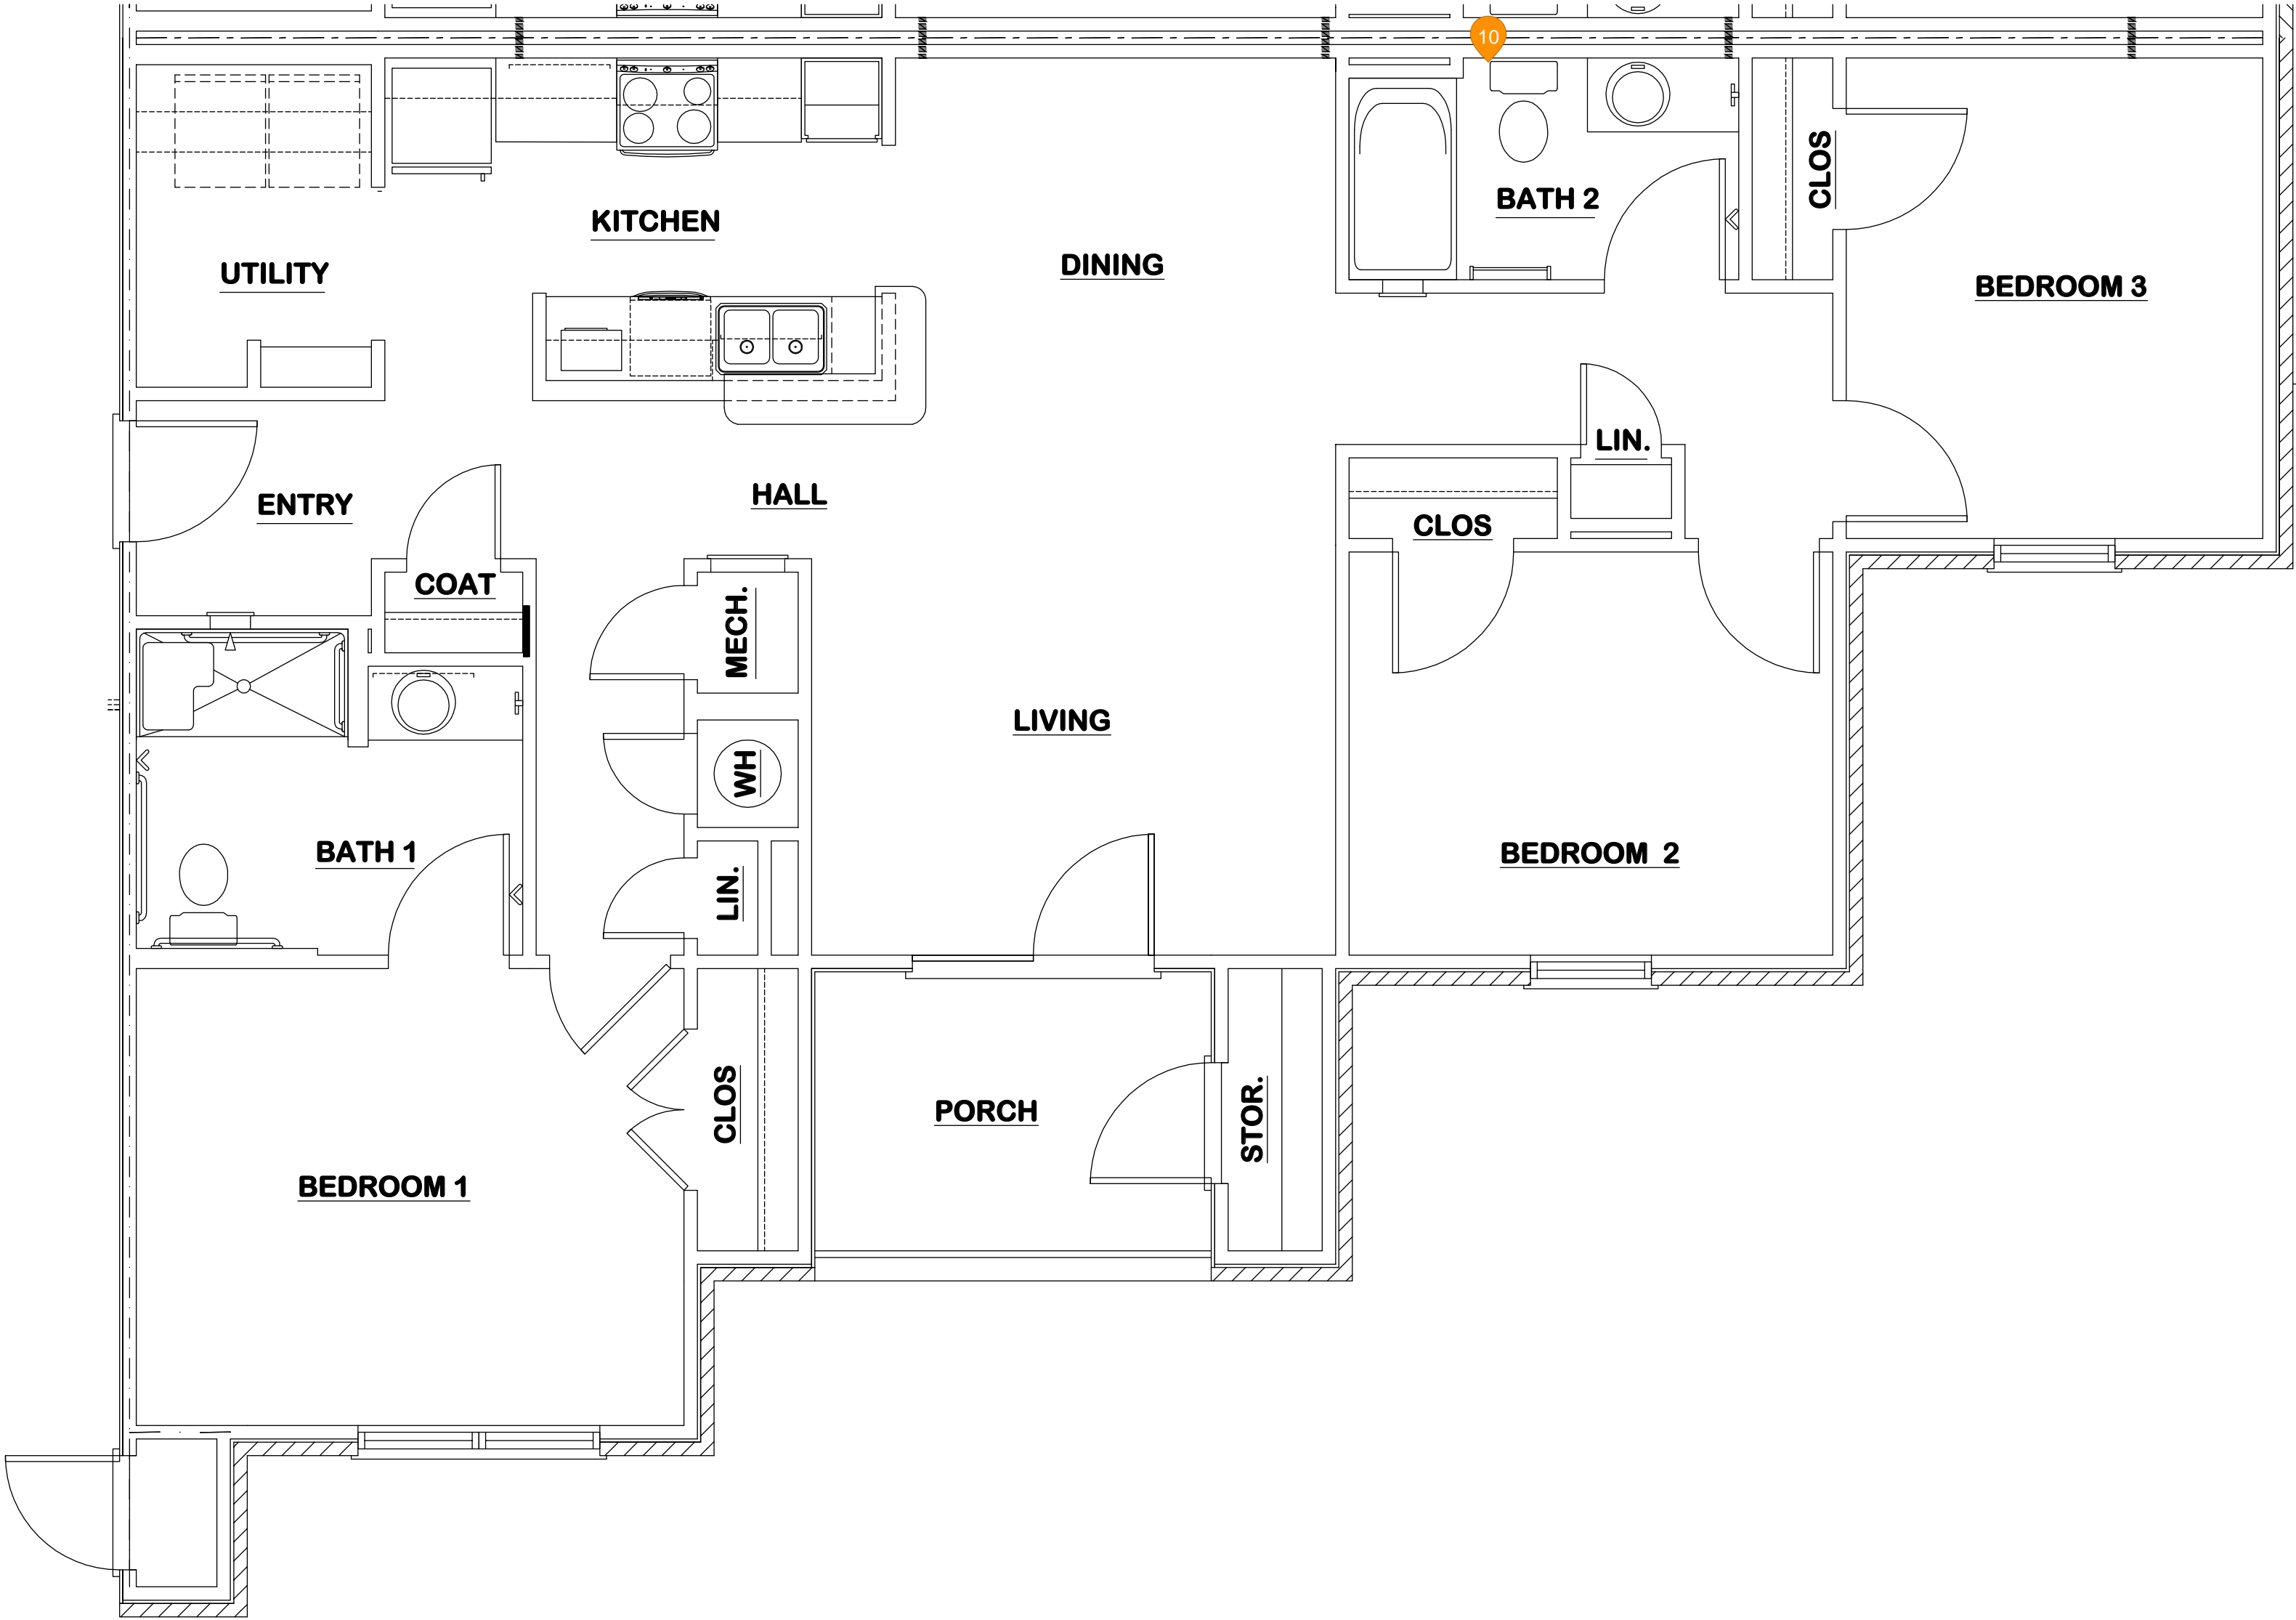 10
CLOS
BATH 2
KITCHEN
DINING
UTILITY
BEDROOM 3
LIN.
HALL
ENTRY
CLOS
COAT
MECH.
LIVING
WH
BATH 1
BEDROOM 2
LIN.
CLOS
PORCH
STOR.
BEDROOM 1